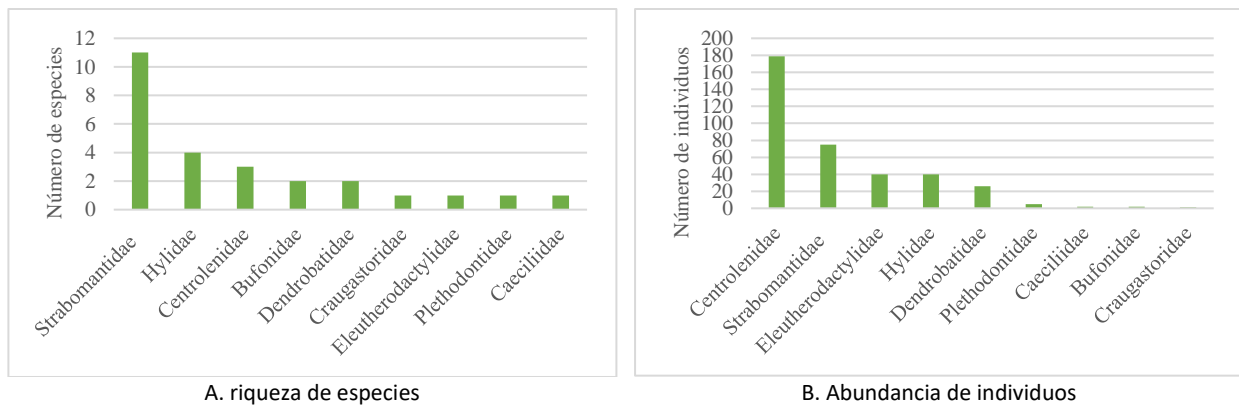 Número de especies
12
10
8
6
4
2
0
Strabomantidae
Hylidae
Centrolenidae
Bufonidae
Dendrobatidae
Craugastoridae
Eleutherodactylidae
Plethodontidae
Caeciliidae
A. riqueza de especies
Número de individuos
200
180
160
140
120
100
80
60
40
20
0
Centrolenidae
Strabomantidae
Eleutherodactylidae
Hylidae
Dendrobatidae
Plethodontidae
Caeciliidae
Bufonidae
Craugastoridae
B. Abundancia de individuos